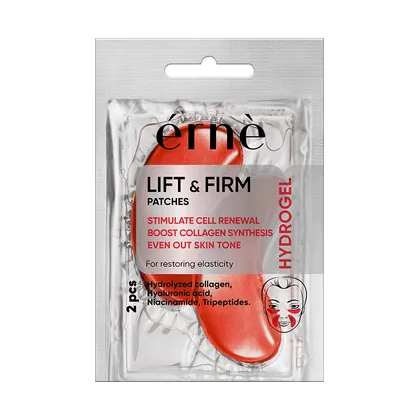 érnè
LIFT & FIRM
PATCHES
STIMULATE CELL RENEWAL
BOOST COLLAGEN SYNTHESIS
EVEN OUT SKIN TONE
For restoring elasticity
HYDROGEL
2 pcs
Hydrolyzed collagen,
Hyaluronic acid,
Niacinamide, Tripeptides.